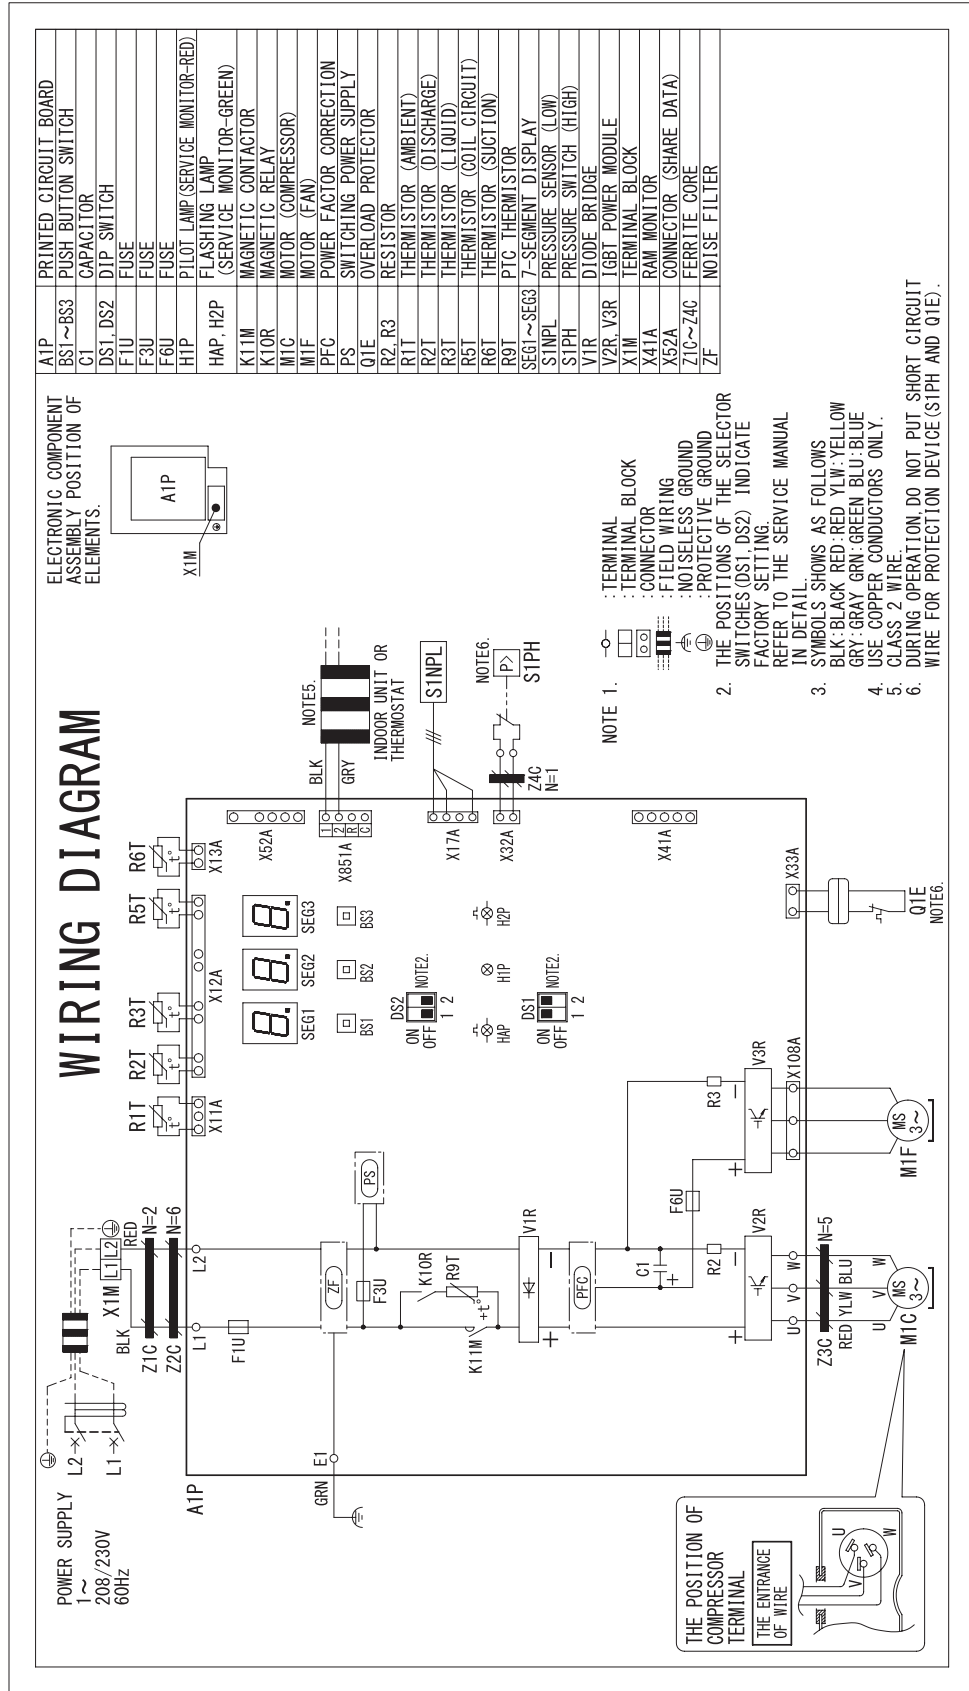 WIRING DIAGRAM
POWER SUPPLY
1~
208/230V
60Hz
L2
L1
X1M
L1 L2
BLK
RED
Z1C
N=2
Z2C
N=6
L1
L2
A1P
F1U
E1
GRN
ZF
F3U
PS
K10R
R9T
+t°
K11M
V1R
+
−
PFC
C1
+
F6U
R2
R3
V2R
+
−
V3R
+
−
X108A
U
V
W
Z3C
N=5
RED YLW BLU
U
V
W
MS
3~
M1C
MS
3~
M1F
R1T
t°
X11A
R2T
t°
R3T
t°
X12A
R5T
t°
R6T
t°
X13A
SEG1
SEG2
SEG3
BS1
BS2
BS3
DS2
ON
OFF
1 2
NOTE2.
HAP
H1P
H2P
DS1
ON
OFF
1 2
NOTE2.
X52A
1
2
R
C
X851A
BLK
GRY
NOTE5.
INDOOR UNIT OR
THERMOSTAT
X17A
S1NPL
X32A
Z4C
N=1
NOTE6.
P>
S1PH
X41A
X33A
Q1E
NOTE6.
THE POSITION OF
COMPRESSOR
TERMINAL
THE ENTRANCE
OF WIRE
U
V
W
ELECTRONIC COMPONENT
ASSEMBLY POSITION OF
ELEMENTS.
A1P
X1M
NOTE 1.
:TERMINAL
:TERMINAL BLOCK
:CONNECTOR
:FIELD WIRING
:NOISELESS GROUND
:PROTECTIVE GROUND
2. THE POSITIONS OF THE SELECTOR
SWITCHES(DS1,DS2) INDICATE
FACTORY SETTING.
REFER TO THE SERVICE MANUAL
IN DETAIL.
3. SYMBOLS SHOWS AS FOLLOWS
BLK:BLACK RED:RED YLW:YELLOW
GRY:GRAY GRN:GREEN BLU:BLUE
4. USE COPPER CONDUCTORS ONLY.
5. CLASS 2 WIRE.
6. DURING OPERATION,DO NOT PUT SHORT CIRCUIT
WIRE FOR PROTECTION DEVICE(S1PH AND Q1E).
A1P PRINTED CIRCUIT BOARD
BS1~BS3 PUSH BUTTON SWITCH
C1 CAPACITOR
DS1,DS2 DIP SWITCH
F1U FUSE
F3U FUSE
F6U FUSE
H1P PILOT LAMP(SERVICE MONITOR-RED)
HAP,H2P FLASHING LAMP
(SERVICE MONITOR-GREEN)
K11M MAGNETIC CONTACTOR
K10R MAGNETIC RELAY
M1C MOTOR (COMPRESSOR)
M1F MOTOR (FAN)
PFC POWER FACTOR CORRECTION
PS SWITCHING POWER SUPPLY
Q1E OVERLOAD PROTECTOR
R2,R3 RESISTOR
R1T THERMISTOR (AMBIENT)
R2T THERMISTOR (DISCHARGE)
R3T THERMISTOR (LIQUID)
R5T THERMISTOR (COIL CIRCUIT)
R6T THERMISTOR (SUCTION)
R9T PTC THERMISTOR
SEG1~SEG3 7-SEGMENT DISPLAY
S1NPL PRESSURE SENSOR (LOW)
S1PH PRESSURE SWITCH (HIGH)
V1R DIODE BRIDGE
V2R,V3R IGBT POWER MODULE
X1M TERMINAL BLOCK
X41A RAM MONITOR
X52A CONNECTOR (SHARE DATA)
Z1C~Z4C FERRITE CORE
ZF NOISE FILTER